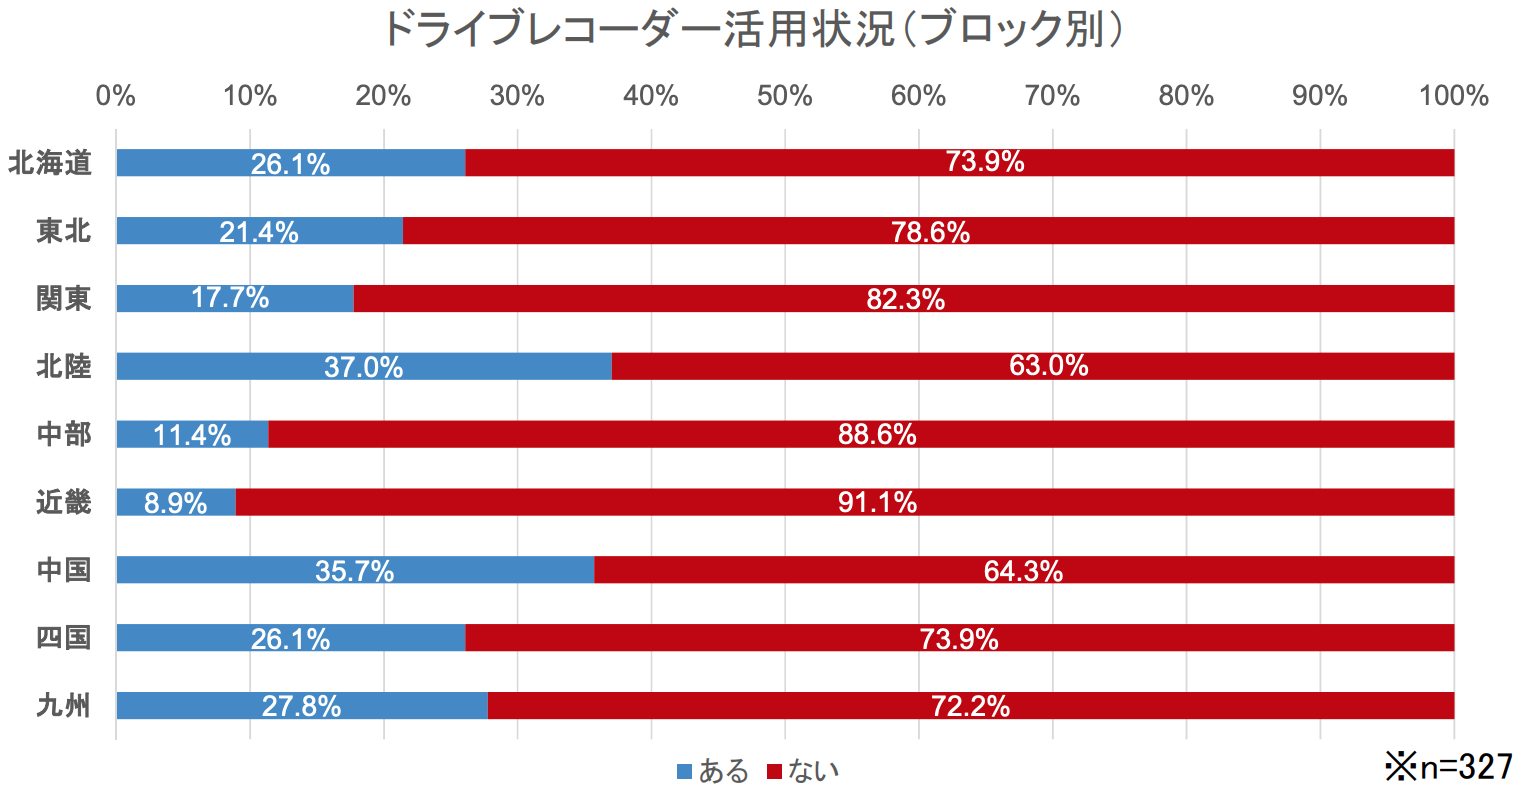 ドライブレコーダー活用状況（ブロック別）
0% 10% 20% 30% 40% 50% 60% 70% 80% 90% 100%
北海道 26.1% 73.9%
東北 21.4% 78.6%
関東 17.7% 82.3%
北陸 37.0% 63.0%
中部 11.4% 88.6%
近畿 8.9% 91.1%
中国 35.7% 64.3%
四国 26.1% 73.9%
九州 27.8% 72.2%
ある ない
※n=327